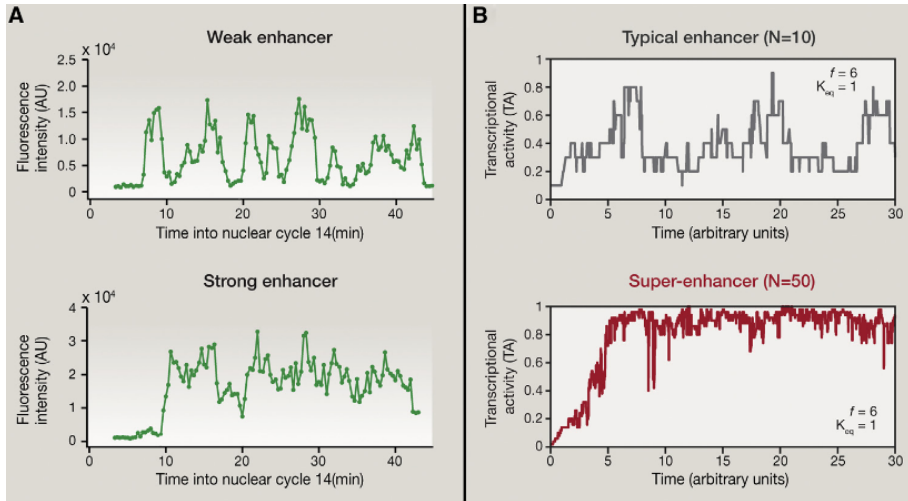 A
Weak enhancer
x 10⁴
2.5
2.0
1.5
1.0
0.5
0
Fluorescence
intensity (AU)
0
10
20
30
40
Time into nuclear cycle 14(min)
Strong enhancer
x 10⁴
4
3
2
1
0
Fluorescence
intensity (AU)
0
10
20
30
40
Time into nuclear cycle 14(min)
B
Typical enhancer (N=10)
f = 6
Keq = 1
1
0.8
0.6
0.4
0.2
0
Transcriptional
activity (TA)
0
5
10
15
20
25
30
Time (arbitrary units)
Super-enhancer (N=50)
1
0.8
0.6
0.4
0.2
0
Transcriptional
activity (TA)
f = 6
Keq = 1
0
5
10
15
20
25
30
Time (arbitrary units)